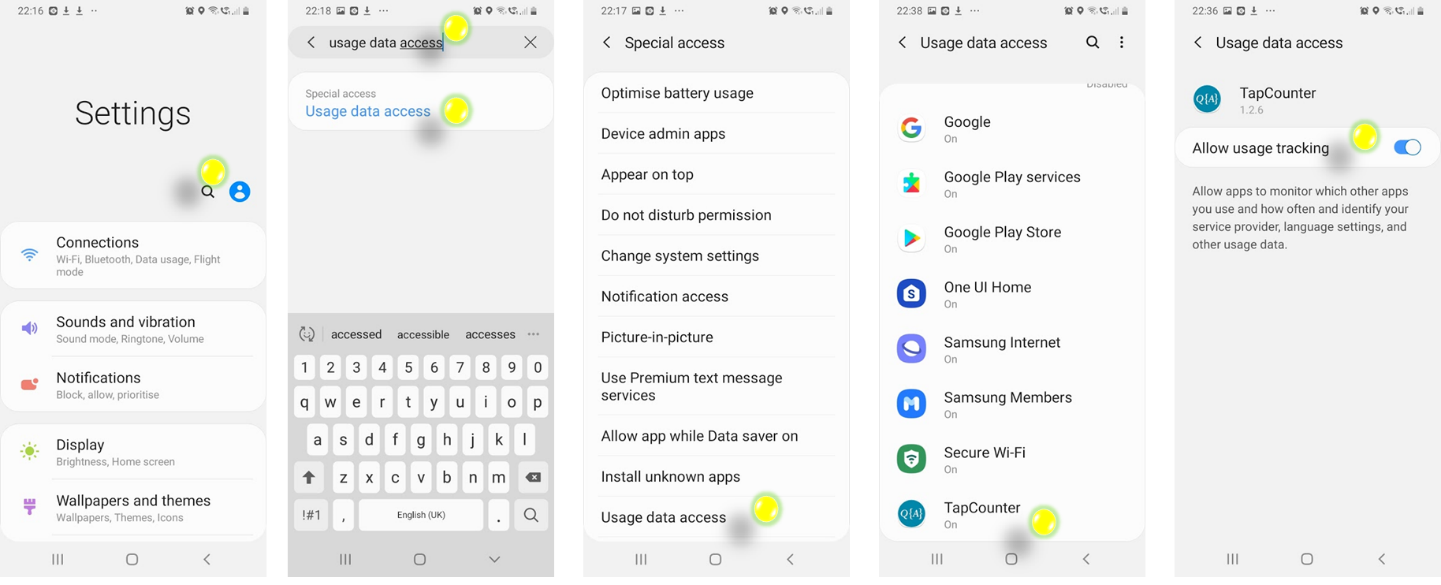 22:16
Settings
Connections
Wi-Fi, Bluetooth, Data usage, Flight
mode
Sounds and vibration
Sound mode, Ringtone, Volume
Notifications
Block, allow, prioritise
Display
Brightness, Home screen
Wallpapers and themes
Wallpapers, Themes, Icons
22:18
usage data access
Special access
Usage data access
accessed accessible accesses
1 2 3 4 5 6 7 8 9 0
q w e r t y u i o p
a s d f g h j k l
z x c v b n m
!#1 , English (UK) .
22:17
Special access
Optimise battery usage
Device admin apps
Appear on top
Do not disturb permission
Change system settings
Notification access
Picture-in-picture
Use Premium text message
services
Allow app while Data saver on
Install unknown apps
Usage data access
22:38
Usage data access
Disabled
Google
On
Google Play services
On
Google Play Store
On
One UI Home
On
Samsung Internet
On
Samsung Members
On
Secure Wi-Fi
On
Q{A}
TapCounter
On
22:36
Usage data access
Q{A}
TapCounter
1.2.6
Allow usage tracking
Allow apps to monitor which other apps
you use and how often and identify your
service provider, language settings, and
other usage data.